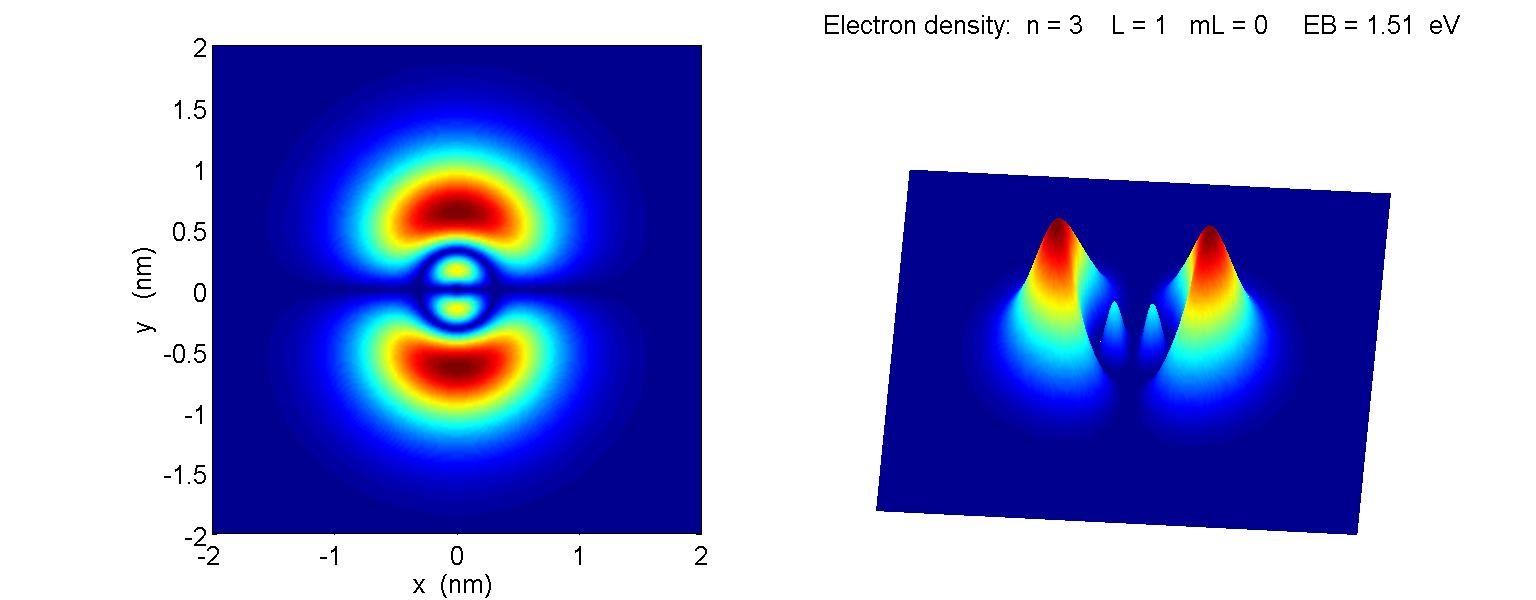 Electron density:  n = 3    L = 1   mL = 0     EB = 1.51  eV
2
1.5
1
0.5
0
-0.5
-1
-1.5
-2
y   (nm)
-2 -1 0 1 2
x  (nm)